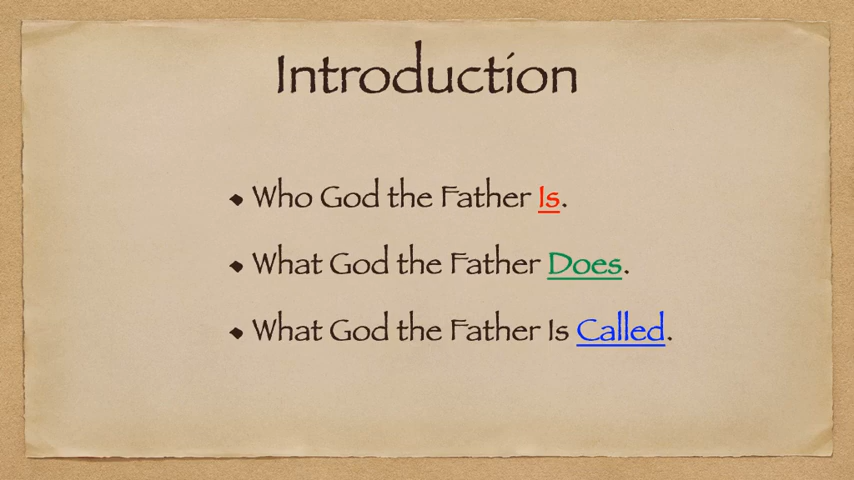 Introduction
• Who God the Father Is.
• What God the Father Does.
• What God the Father Is Called.